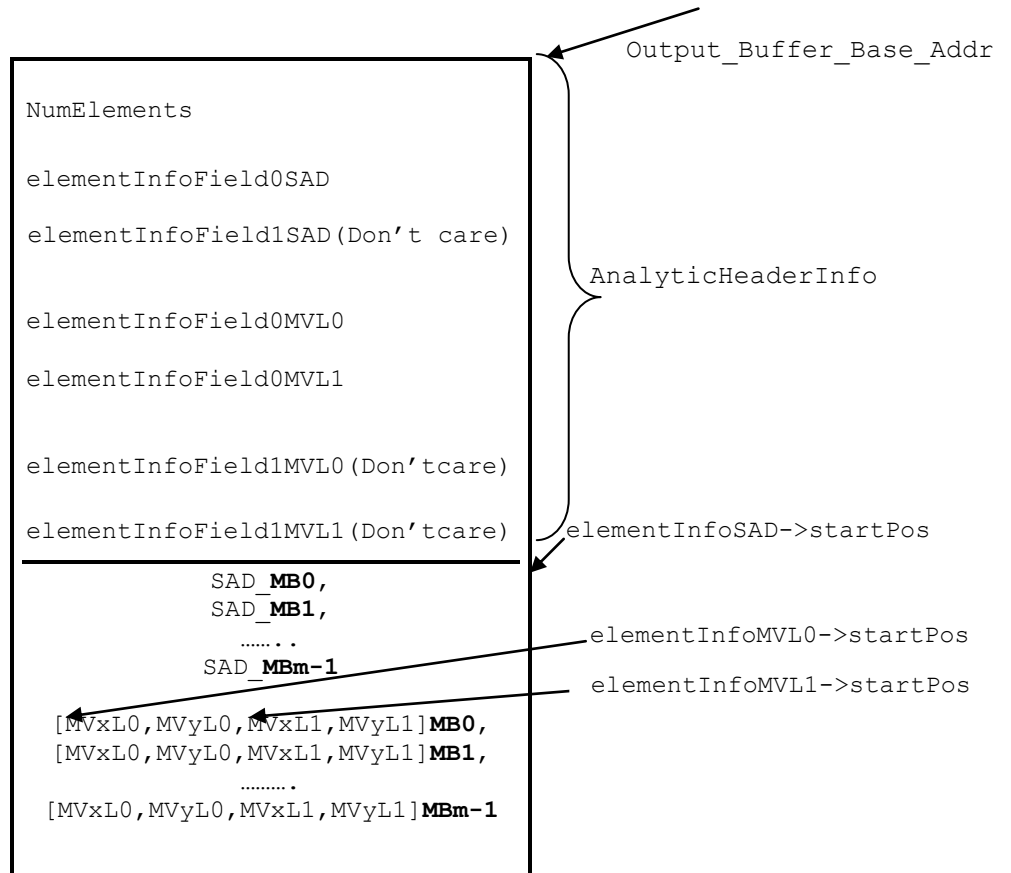 Output_Buffer_Base_Addr
NumElements
elementInfoField0SAD
elementInfoField1SAD(Don't care)
AnalyticHeaderInfo
elementInfoField0MVL0
elementInfoField0MVL1
elementInfoField1MVL0(Don'tcare)
elementInfoField1MVL1(Don'tcare)
elementInfoSAD->startPos
SAD_MB0,
SAD_MB1,
……..
SAD_MBm-1
elementInfoMVL0->startPos
elementInfoMVL1->startPos
[MVxL0,MVyL0,MVxL1,MVyL1]MB0,
[MVxL0,MVyL0,MVxL1,MVyL1]MB1,
……….
[MVxL0,MVyL0,MVxL1,MVyL1]MBm-1